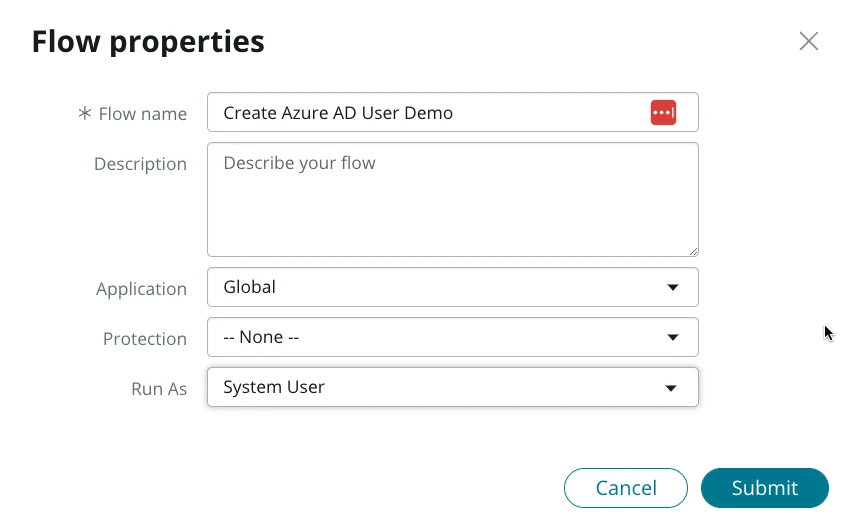 Flow properties
* Flow name
Create Azure AD User Demo
Description
Describe your flow
Application
Global
Protection
-- None --
Run As
System User
Cancel
Submit